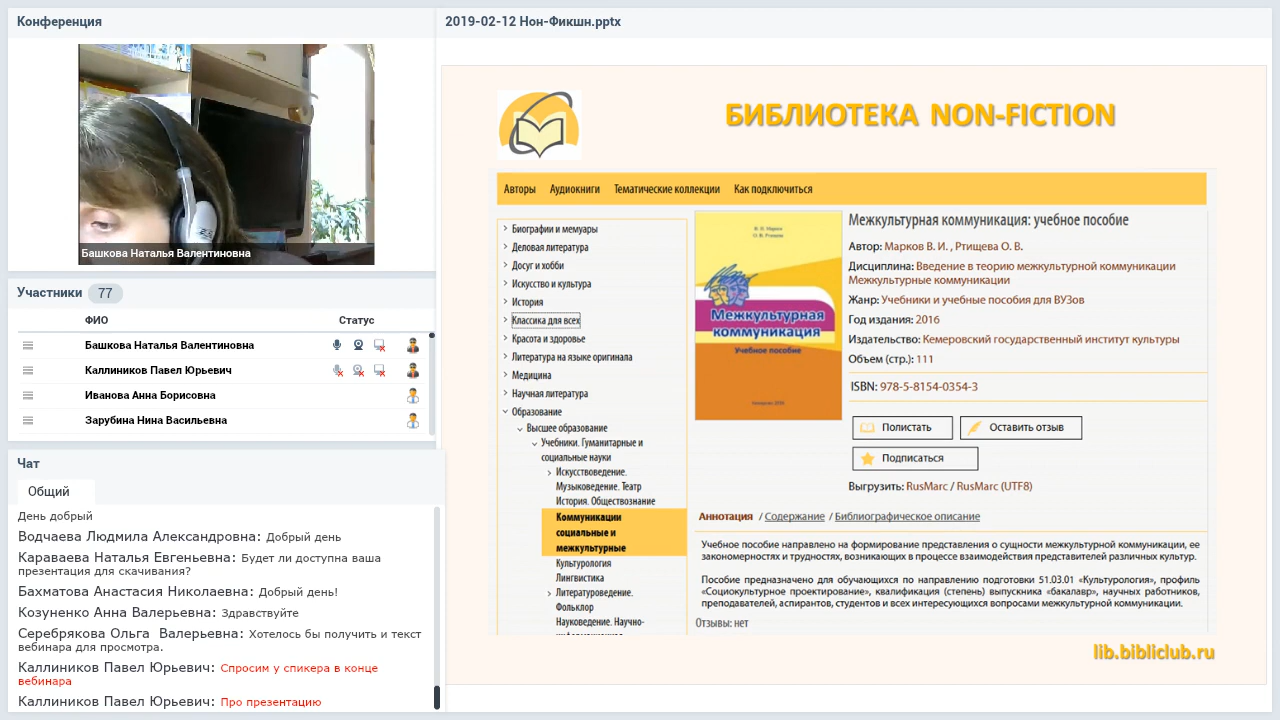 Конференция
Башкова Наталья Валентиновна
Участники 77
ФИО Статус
Башкова Наталья Валентиновна
Каллиников Павел Юрьевич
Иванова Анна Борисовна
Зарубина Нина Васильевна
Чат
Общий
День добрый
Водчаева Людмила Александровна: Добрый день
Караваева Наталья Евгеньевна: Будет ли доступна ваша
презентация для скачивания?
Бахматова Анастасия Николаевна: Добрый день!
Козуненко Анна Валерьевна: Здравствуйте
Серебрякова Ольга Валерьевна: Хотелось бы получить и текст
вебинара для просмотра.
Каллиников Павел Юрьевич: Спросим у спикера в конце
вебинара
Каллиников Павел Юрьевич: Про презентацию
2019-02-12 Нон-Фикшн.pptx
БИБЛИОТЕКА NON-FICTION
Авторы Аудиокниги Тематические коллекции Как подключиться
Биографии и мемуары
Деловая литература
Досуг и хобби
Искусство и культура
История
Классика для всех
Красота и здоровье
Литература на языке оригинала
Медицина
Научная литература
Образование
Высшее образование
Учебники. Гуманитарные и
социальные науки
Искусствоведение.
Музыковедение. Театр
История. Обществознание
Коммуникации
социальные и
межкультурные
Культурология
Лингвистика
Литературоведение.
Фольклор
Науковедение. Научно-
Межкультурная
коммуникация
Учебное пособие
Межкультурная коммуникация: учебное пособие
Автор: Марков В. И. , Ртищева О. В.
Дисциплина: Введение в теорию межкультурной коммуникации
Межкультурные коммуникации
Жанр: Учебники и учебные пособия для ВУЗов
Год издания: 2016
Издательство: Кемеровский государственный институт культуры
Объем (стр.): 111
ISBN: 978-5-8154-0354-3
Полистать Оставить отзыв
Подписаться
Выгрузить: RusMarc / RusMarc (UTF8)
Аннотация / Содержание / Библиографическое описание
Учебное пособие направлено на формирование представления о сущности межкультурной коммуникации, ее
закономерностях и трудностях, возникающих в процессе взаимодействия представителей различных культур.
Пособие предназначено для обучающихся по направлению подготовки 51.03.01 «Культурология», профиль
«Социокультурное проектирование», квалификация (степень) выпускника «бакалавр», научных работников,
преподавателей, аспирантов, студентов и всех интересующихся вопросами межкультурной коммуникации.
Отзывы: нет
lib.bibliclub.ru